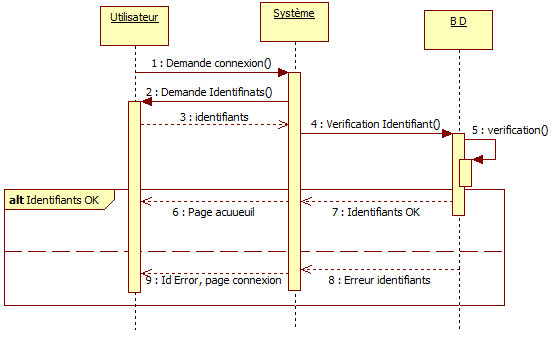 Utilisateur
Système
B D
1 : Demande connexion()
2 : Demande Identifinats()
3 : identifiants
4 : Verification Identifiant()
5 : verification()
alt Identifiants OK
6 : Page acuueuil
7 : Identifiants OK
9 : Id Error, page connexion
8 : Erreur identifiants